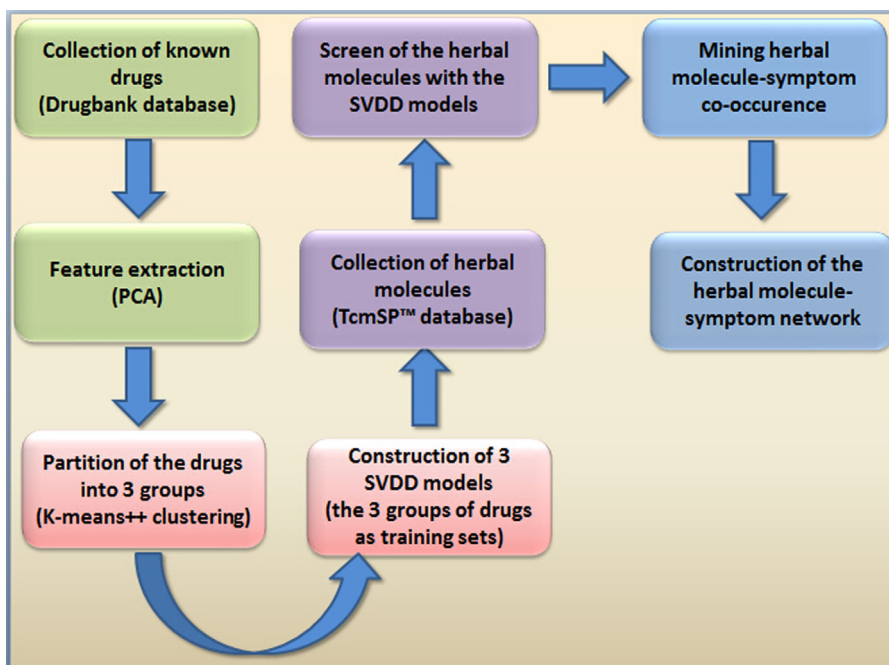 Collection of known
drugs
(Drugbank database)
Feature extraction
(PCA)
Partition of the drugs
into 3 groups
(K-means++ clustering)
Construction of 3
SVDD models
(the 3 groups of drugs
as training sets)
Collection of herbal
molecules
(TcmSP™ database)
Screen of the herbal
molecules with the
SVDD models
Mining herbal
molecule-symptom
co-occurence
Construction of the
herbal molecule-
symptom network